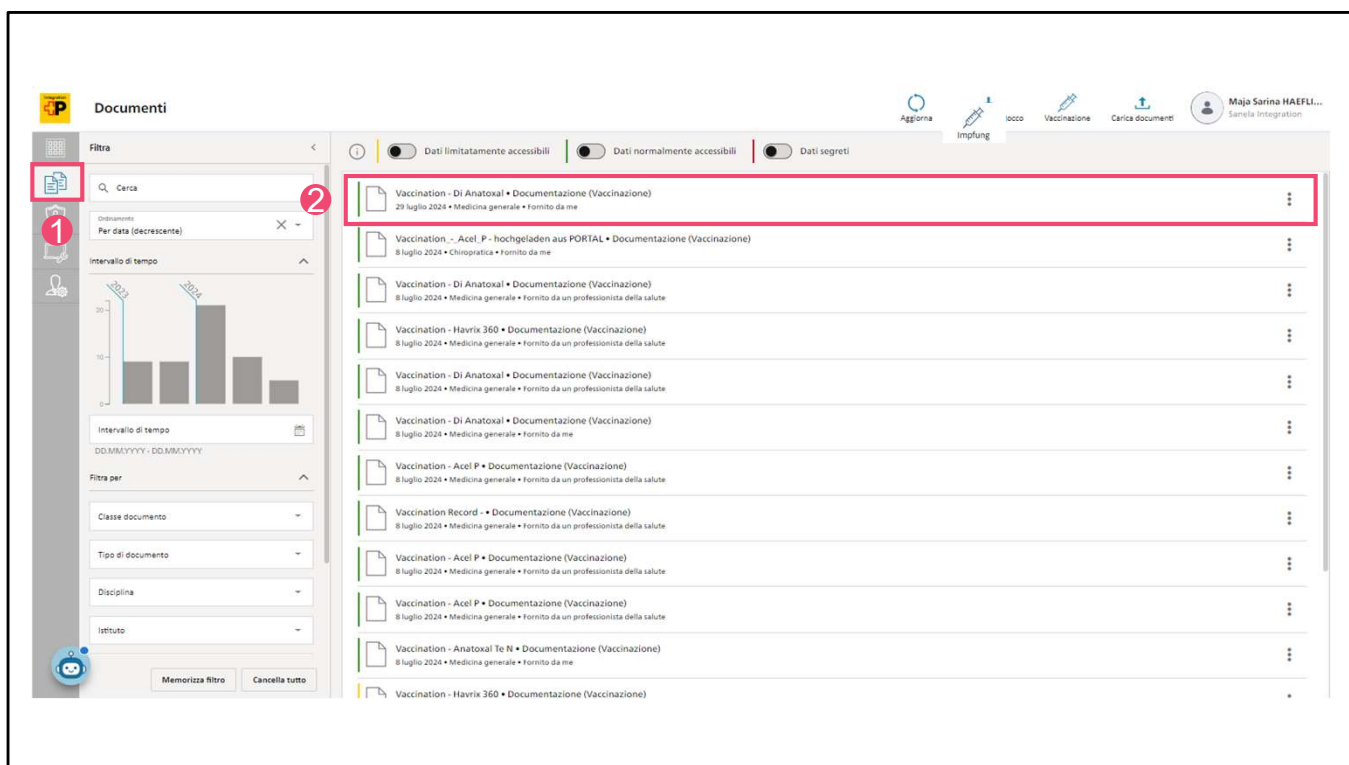 Integration
P
Documenti
Aggiorna
1
Impfung
occo
Vaccinazione
Carica documenti
Maja Sarina HAEFLI...
Sanela Integration
Filtra
Dati limitatamente accessibili
Dati normalmente accessibili
Dati segreti
1
2
Cerca
Ordinamento
Per data (decrescente)
Intervallo di tempo
2023
2024
20
10
0
Intervallo di tempo
DD.MM.YYYY - DD.MM.YYYY
Filtra per
Classe documento
Tipo di documento
Disciplina
Istituto
Memorizza filtro
Cancella tutto
Vaccination - Di Anatoxal • Documentazione (Vaccinazione)
29 luglio 2024 • Medicina generale • Fornito da me
Vaccination_-_Acel_P - hochgeladen aus PORTAL • Documentazione (Vaccinazione)
8 luglio 2024 • Chiropratica • Fornito da me
Vaccination - Di Anatoxal • Documentazione (Vaccinazione)
8 luglio 2024 • Medicina generale • Fornito da un professionista della salute
Vaccination - Havrix 360 • Documentazione (Vaccinazione)
8 luglio 2024 • Medicina generale • Fornito da un professionista della salute
Vaccination - Di Anatoxal • Documentazione (Vaccinazione)
8 luglio 2024 • Medicina generale • Fornito da un professionista della salute
Vaccination - Di Anatoxal • Documentazione (Vaccinazione)
8 luglio 2024 • Medicina generale • Fornito da me
Vaccination - Acel P • Documentazione (Vaccinazione)
8 luglio 2024 • Medicina generale • Fornito da un professionista della salute
Vaccination Record - • Documentazione (Vaccinazione)
8 luglio 2024 • Medicina generale • Fornito da un professionista della salute
Vaccination - Acel P • Documentazione (Vaccinazione)
8 luglio 2024 • Medicina generale • Fornito da un professionista della salute
Vaccination - Acel P • Documentazione (Vaccinazione)
8 luglio 2024 • Medicina generale • Fornito da un professionista della salute
Vaccination - Anatoxal Te N • Documentazione (Vaccinazione)
8 luglio 2024 • Medicina generale • Fornito da me
Vaccination - Havrix 360 • Documentazione (Vaccinazione)